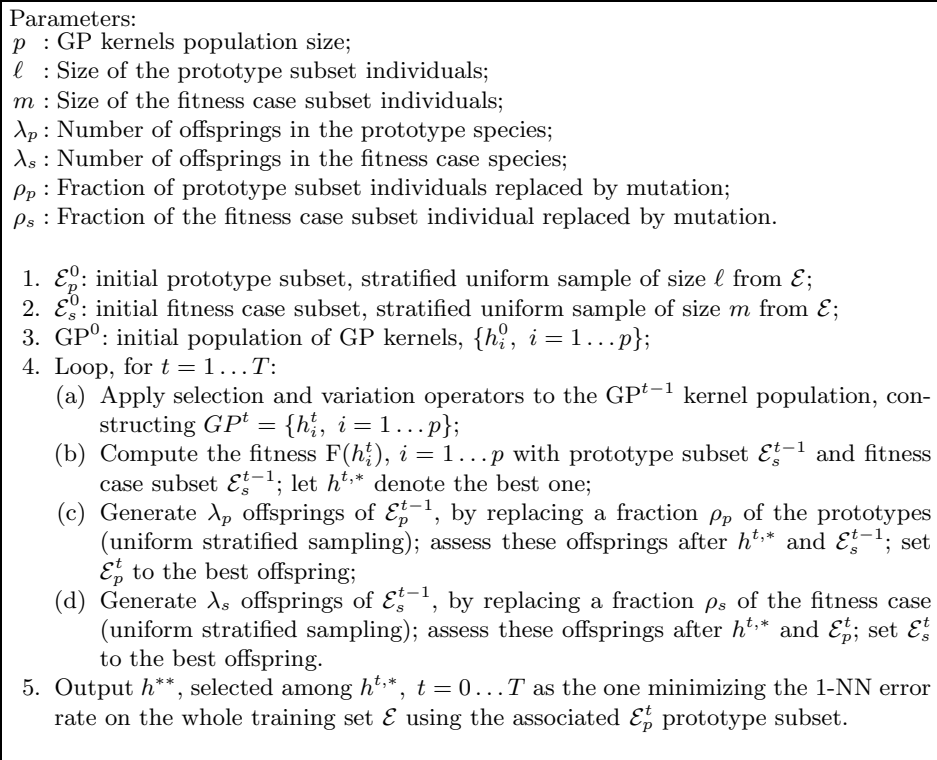 Parameters:
p : GP kernels population size;
ℓ : Size of the prototype subset individuals;
m : Size of the fitness case subset individuals;
λ_p : Number of offsprings in the prototype species;
λ_s : Number of offsprings in the fitness case species;
ρ_p : Fraction of prototype subset individuals replaced by mutation;
ρ_s : Fraction of the fitness case subset individual replaced by mutation.
1. ℰ_p^0: initial prototype subset, stratified uniform sample of size ℓ from ℰ;
2. ℰ_s^0: initial fitness case subset, stratified uniform sample of size m from ℰ;
3. GP^0: initial population of GP kernels, {h_i^0, i = 1 … p};
4. Loop, for t = 1 … T:
(a) Apply selection and variation operators to the GP^{t−1} kernel population, con-
structing GP^t = {h_i^t, i = 1 … p};
(b) Compute the fitness F(h_i^t), i = 1 … p with prototype subset ℰ_s^{t−1} and fitness
case subset ℰ_s^{t−1}; let h^{t,*} denote the best one;
(c) Generate λ_p offsprings of ℰ_p^{t−1}, by replacing a fraction ρ_p of the prototypes
(uniform stratified sampling); assess these offsprings after h^{t,*} and ℰ_s^{t−1}; set
ℰ_p^t to the best offspring;
(d) Generate λ_s offsprings of ℰ_s^{t−1}, by replacing a fraction ρ_s of the fitness case
(uniform stratified sampling); assess these offsprings after h^{t,*} and ℰ_p^t; set ℰ_s^t
to the best offspring.
5. Output h^{**}, selected among h^{t,*}, t = 0 … T as the one minimizing the 1-NN error
rate on the whole training set ℰ using the associated ℰ_p^t prototype subset.